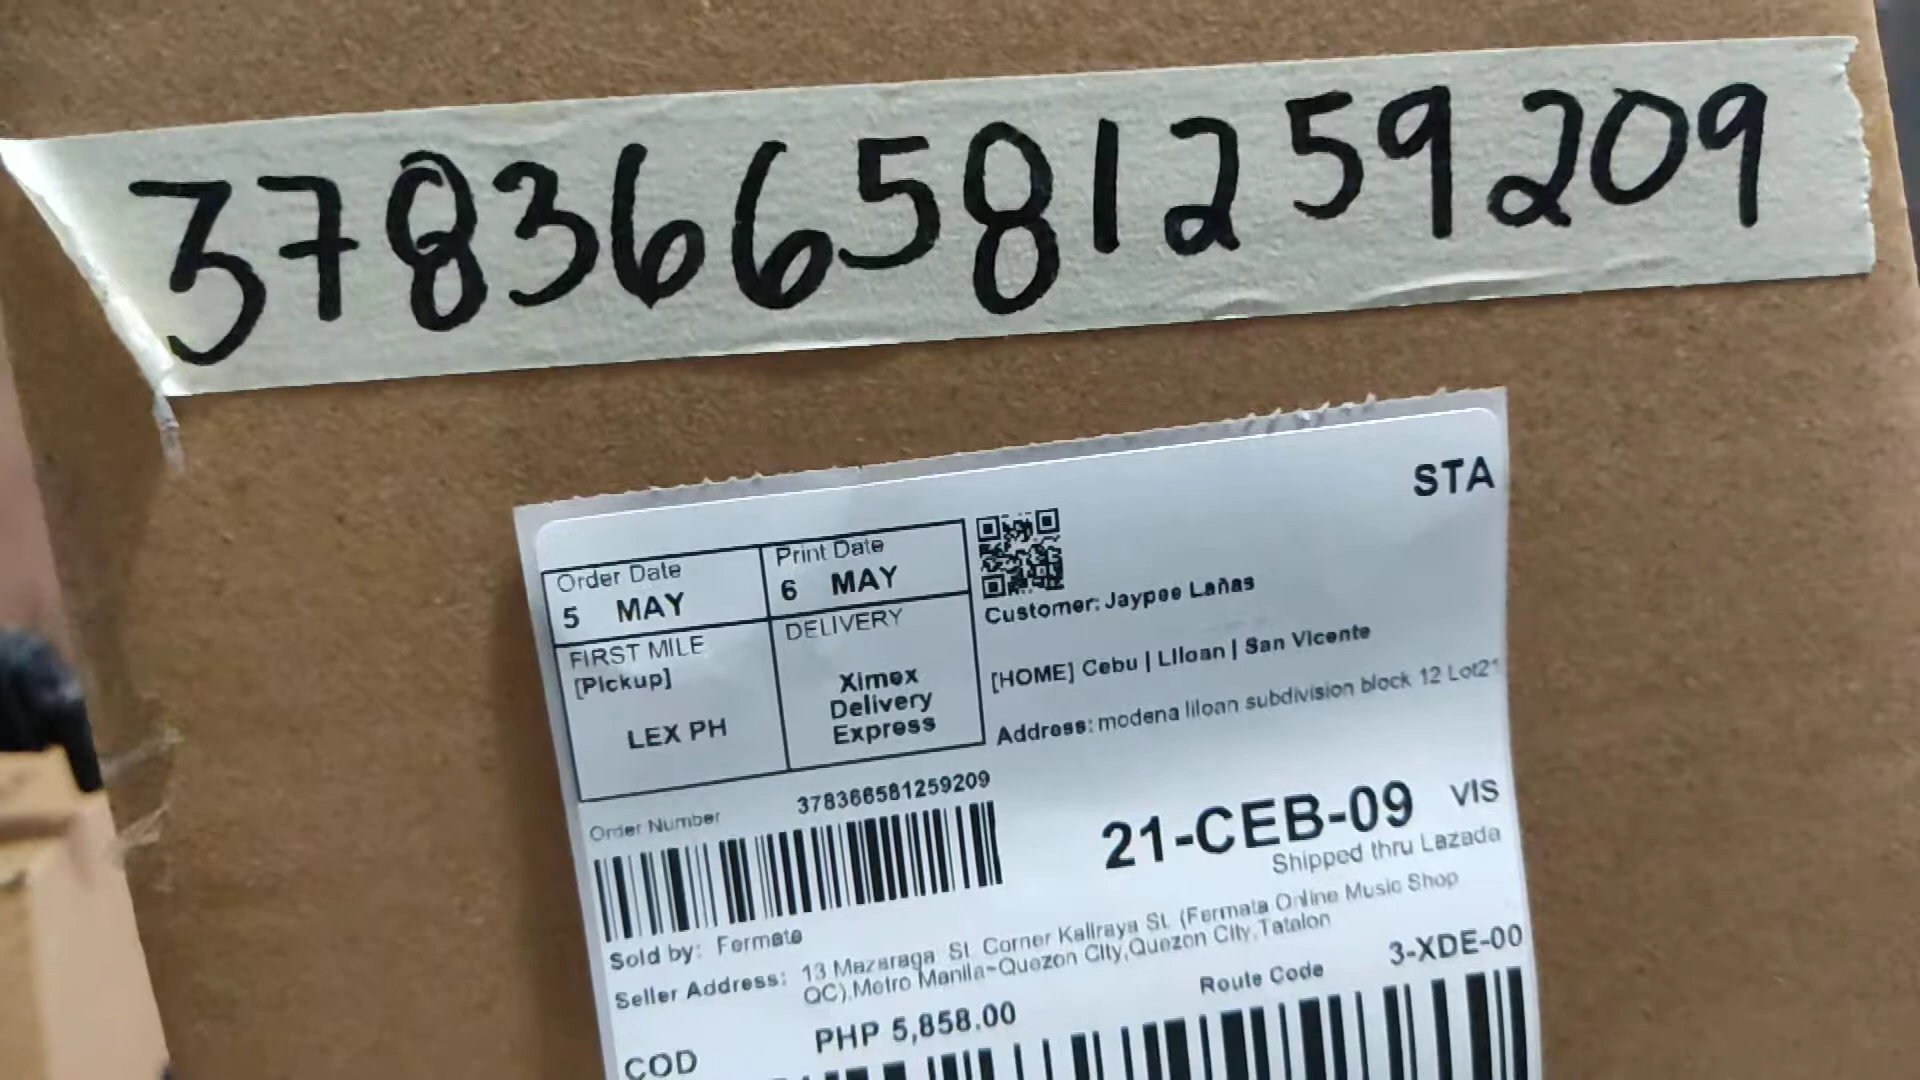 378366581259209
STA
Order Date
5 MAY
Print Date
6 MAY
FIRST MILE
[Pickup]
LEX PH
DELIVERY
Ximex
Delivery
Express
Customer: Jaypee Lañas
[HOME] Cebu | Liloan | San Vicente
Address: modena liloan subdivision block 12 Lot21
Order Number
378366581259209
21-CEB-09
VIS
Shipped thru Lazada
Sold by: Fermata
Seller Address: 13 Mazaraga St. Corner Kaliraya St. (Fermata Online Music Shop
QC),Metro Manila~Quezon City,Quezon City,Tatalon
Route Code
3-XDE-00
COD
PHP 5,858.00